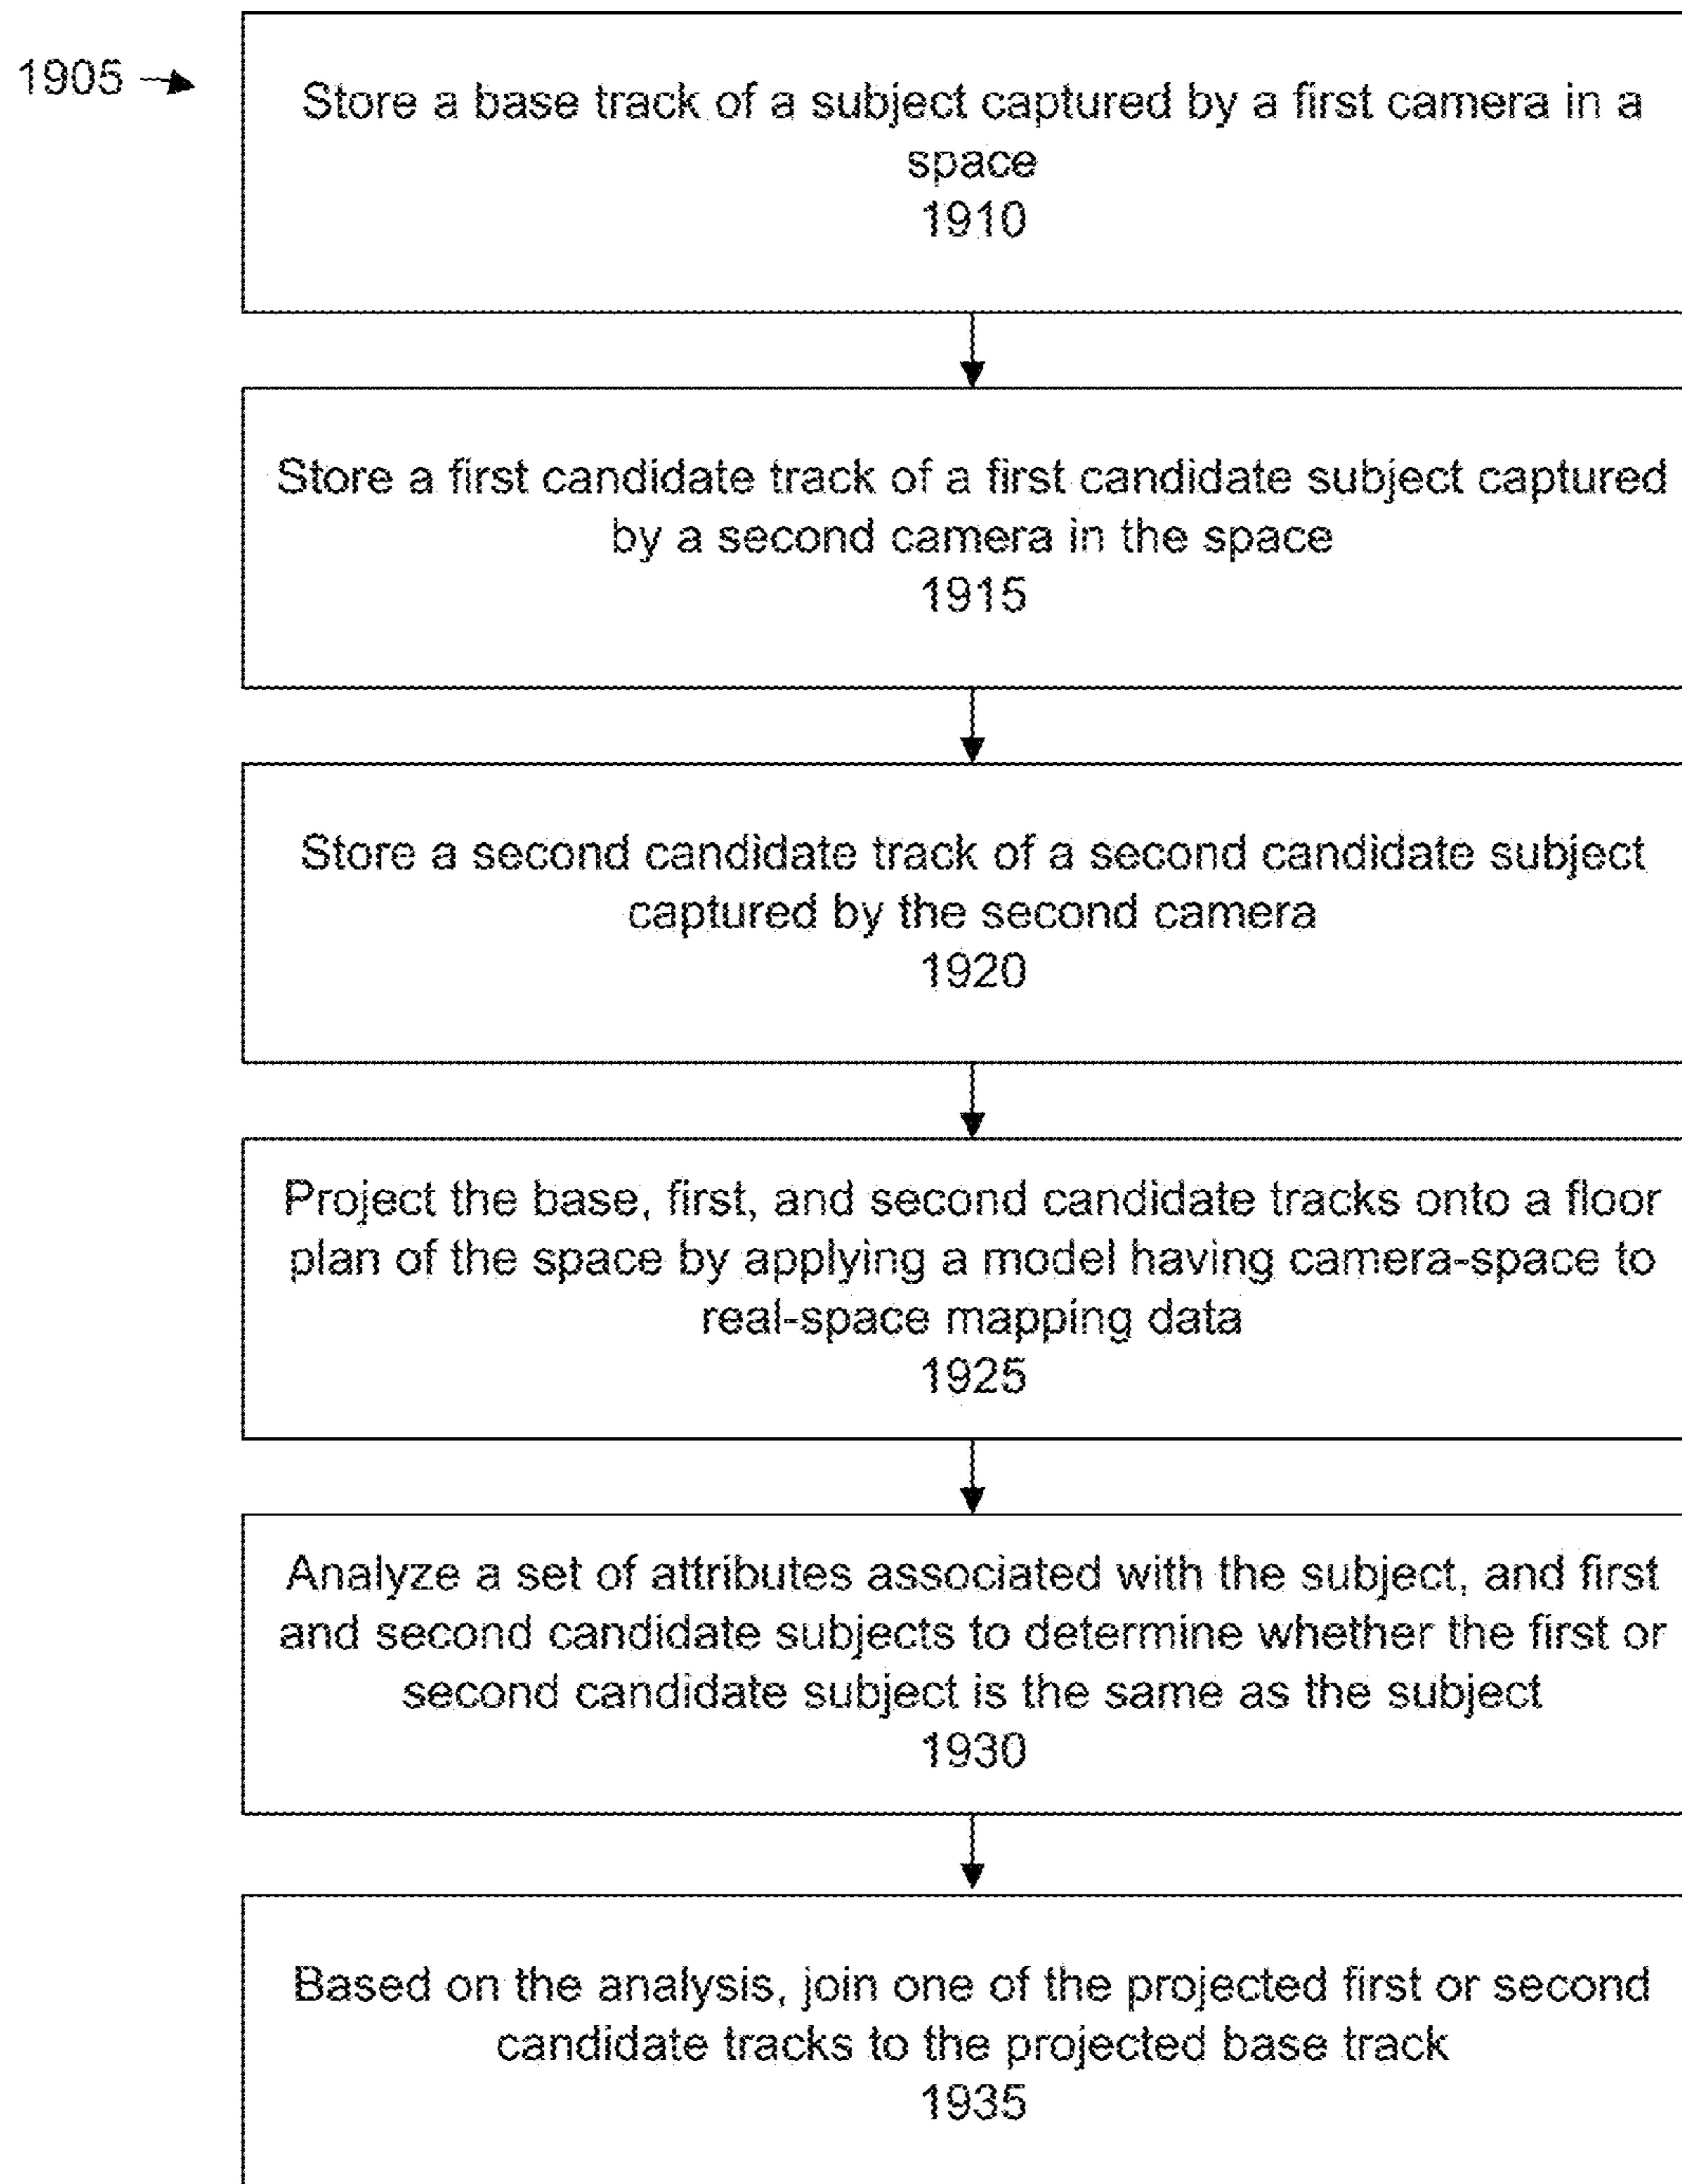 1905
Store a base track of a subject captured by a first camera in a
space
1910
Store a first candidate track of a first candidate subject captured
by a second camera in the space
1915
Store a second candidate track of a second candidate subject
captured by the second camera
1920
Project the base, first, and second candidate tracks onto a floor
plan of the space by applying a model having camera-space to
real-space mapping data
1925
Analyze a set of attributes associated with the subject, and first
and second candidate subjects to determine whether the first or
second candidate subject is the same as the subject
1930
Based on the analysis, join one of the projected first or second
candidate tracks to the projected base track
1935